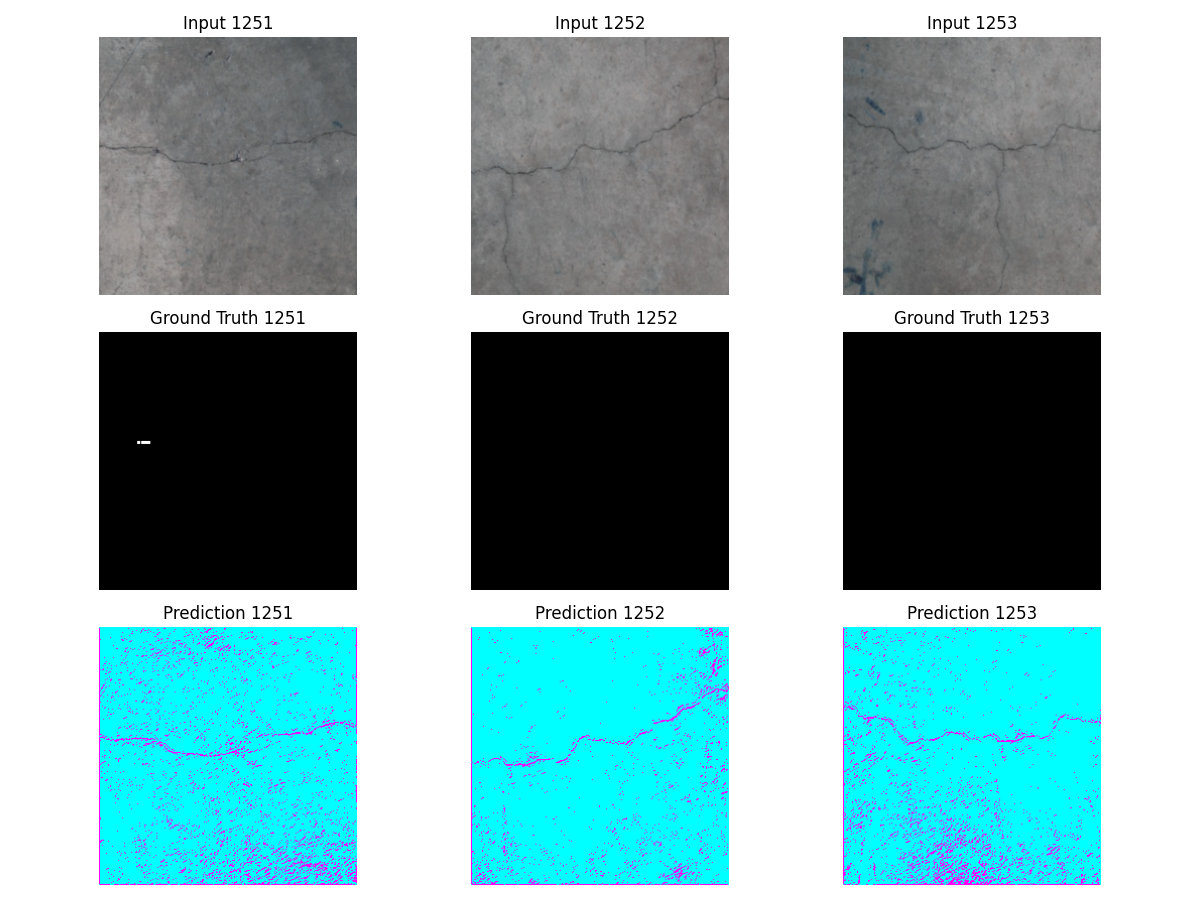 Input 1251
Input 1252
Input 1253
Ground Truth 1251
Ground Truth 1252
Ground Truth 1253
Prediction 1251
Prediction 1252
Prediction 1253